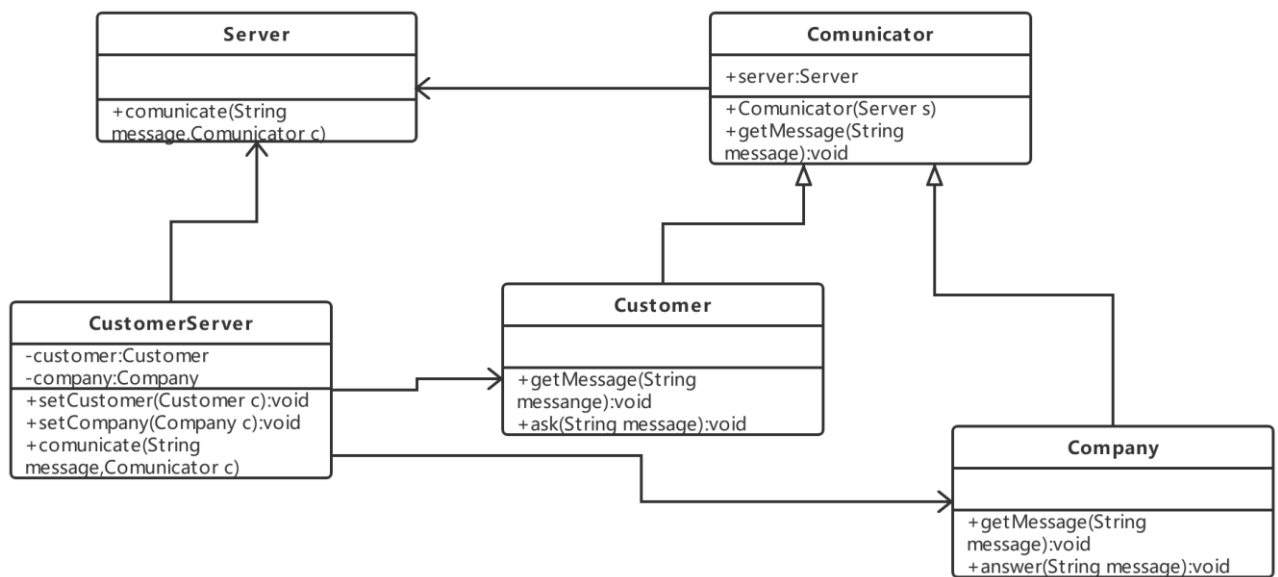 Server
+comunicate(String
message,Comunicator c)
Comunicator
+server:Server
+Comunicator(Server s)
+getMessage(String
message):void
CustomerServer
-customer:Customer
-company:Company
+setCustomer(Customer c):void
+setCompany(Company c):void
+comunicate(String
message,Comunicator c)
Customer
+getMessage(String
messange):void
+ask(String message):void
Company
+getMessage(String
message):void
+answer(String message):void